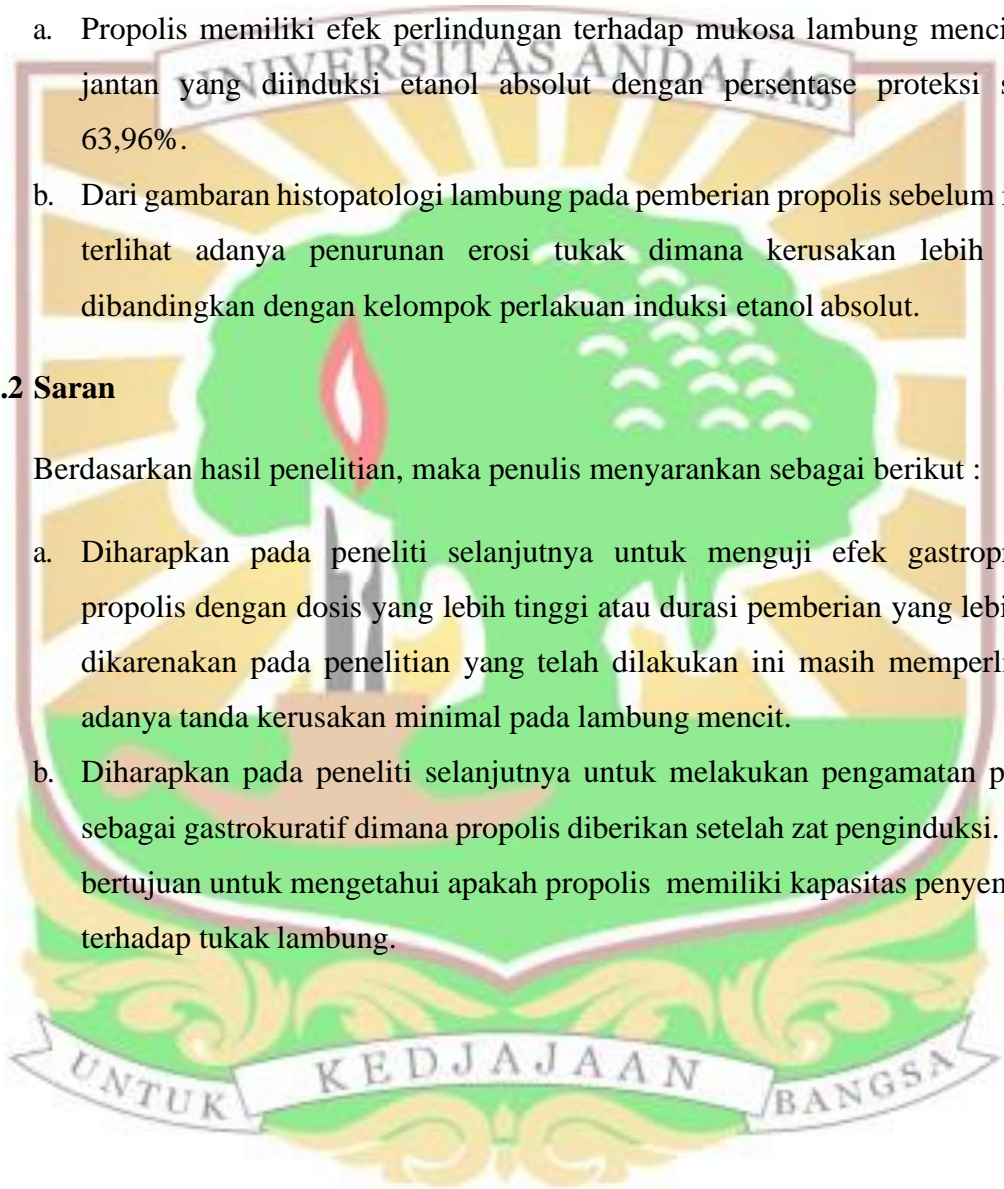 a. Propolis memiliki efek perlindungan terhadap mukosa lambung menci
jantan yang diinduksi etanol absolut dengan persentase proteksi s
63,96%.
b. Dari gambaran histopatologi lambung pada pemberian propolis sebelum
terlihat adanya penurunan erosi tukak dimana kerusakan lebih
dibandingkan dengan kelompok perlakuan induksi etanol absolut.
.2 Saran
Berdasarkan hasil penelitian, maka penulis menyarankan sebagai berikut :
a. Diharapkan pada peneliti selanjutnya untuk menguji efek gastrop
propolis dengan dosis yang lebih tinggi atau durasi pemberian yang lebi
dikarenakan pada penelitian yang telah dilakukan ini masih memperl
adanya tanda kerusakan minimal pada lambung mencit.
b. Diharapkan pada peneliti selanjutnya untuk melakukan pengamatan p
sebagai gastrokuratif dimana propolis diberikan setelah zat penginduksi.
bertujuan untuk mengetahui apakah propolis memiliki kapasitas penyem
terhadap tukak lambung.
UNIVERSITAS ANDALAS
UNTUK KEDJAJAAN BANGSA